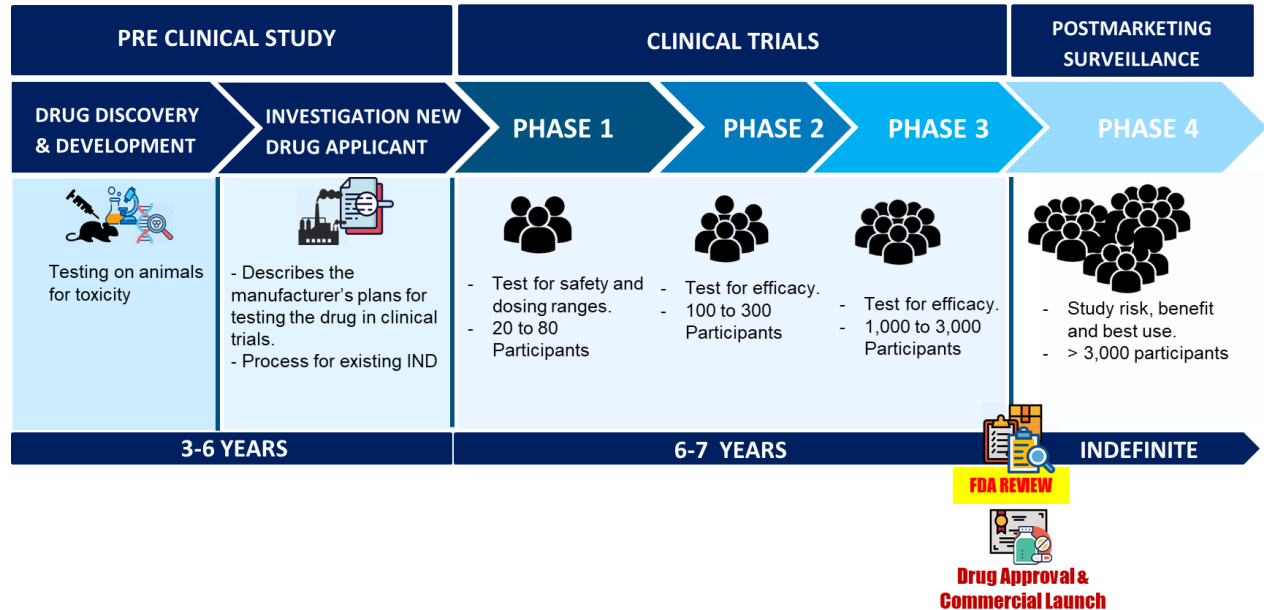 PRE CLINICAL STUDY
CLINICAL TRIALS
POSTMARKETING
SURVEILLANCE
DRUG DISCOVERY
& DEVELOPMENT
INVESTIGATION NEW
DRUG APPLICANT
PHASE 1
PHASE 2
PHASE 3
PHASE 4
Testing on animals
for toxicity
- Describes the
manufacturer's plans for
testing the drug in clinical
trials.
- Process for existing IND
- Test for safety and
dosing ranges.
- 20 to 80
Participants
- Test for efficacy.
- 100 to 300
Participants
- Test for efficacy.
- 1,000 to 3,000
Participants
- Study risk, benefit
and best use.
- > 3,000 participants
3-6 YEARS
6-7 YEARS
INDEFINITE
FDA REVIEW
Drug Approval &
Commercial Launch